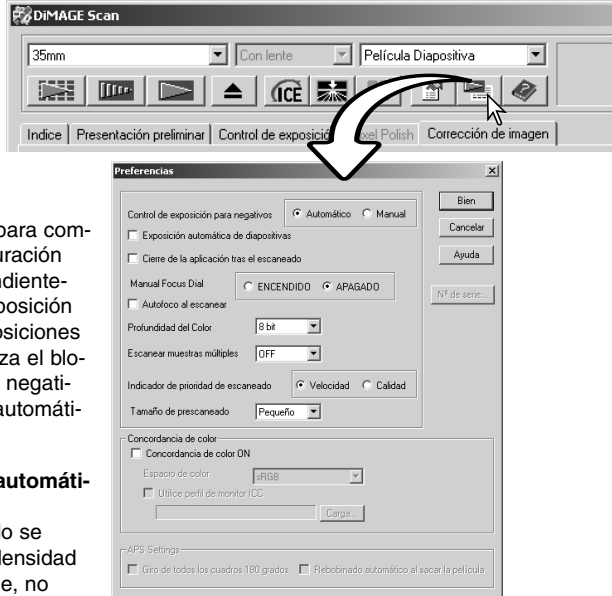 DiMAGE Scan
35mm Con lente Película Diapositiva
ICE
Indice Presentación preliminar Control de exposició xel Polish Corrección de imagen
Preferencias
Control de exposición para negativos Automático Manual Bien
Exposición automática de diapositivas Cancelar
Cierre de la aplicación tras el escaneado Ayuda
Manual Focus Dial ENCENDIDO APAGADO Nº de serie...
Autofoco al escanear
Profundidad del Color 8 bit
Escanear muestras múltiples OFF
Indicador de prioridad de escaneado Velocidad Calidad
Tamaño de prescaneado Pequeño
Concordancia de color
Concordancia de color ON
Espacio de color sRGB
Utilice perfil de monitor ICC
Carga...
APS Settings
Giro de todos los cuadros 180 grados Rebobinado automático al sacar la película
para com-
uración
ndiente-
posición
osiciones
za el blo-
negati-
automáti-
automáti-
do se
densidad
e, no